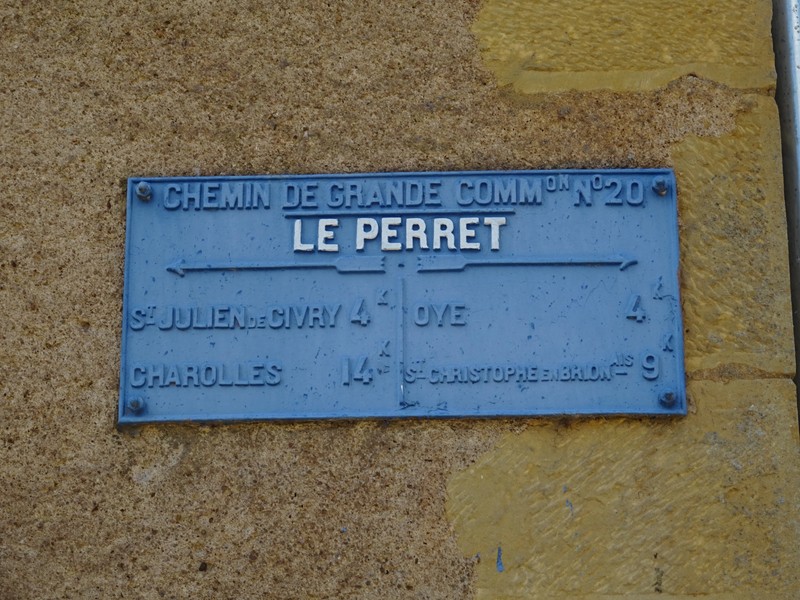 CHEMIN DE GRANDE COMMON No 20
LE PERRET
ST JULIEN DE CIVRY 4K
OYE 4K
CHAROLLES 14K
ST CHRISTOPHE EN BRIONAIS 9K